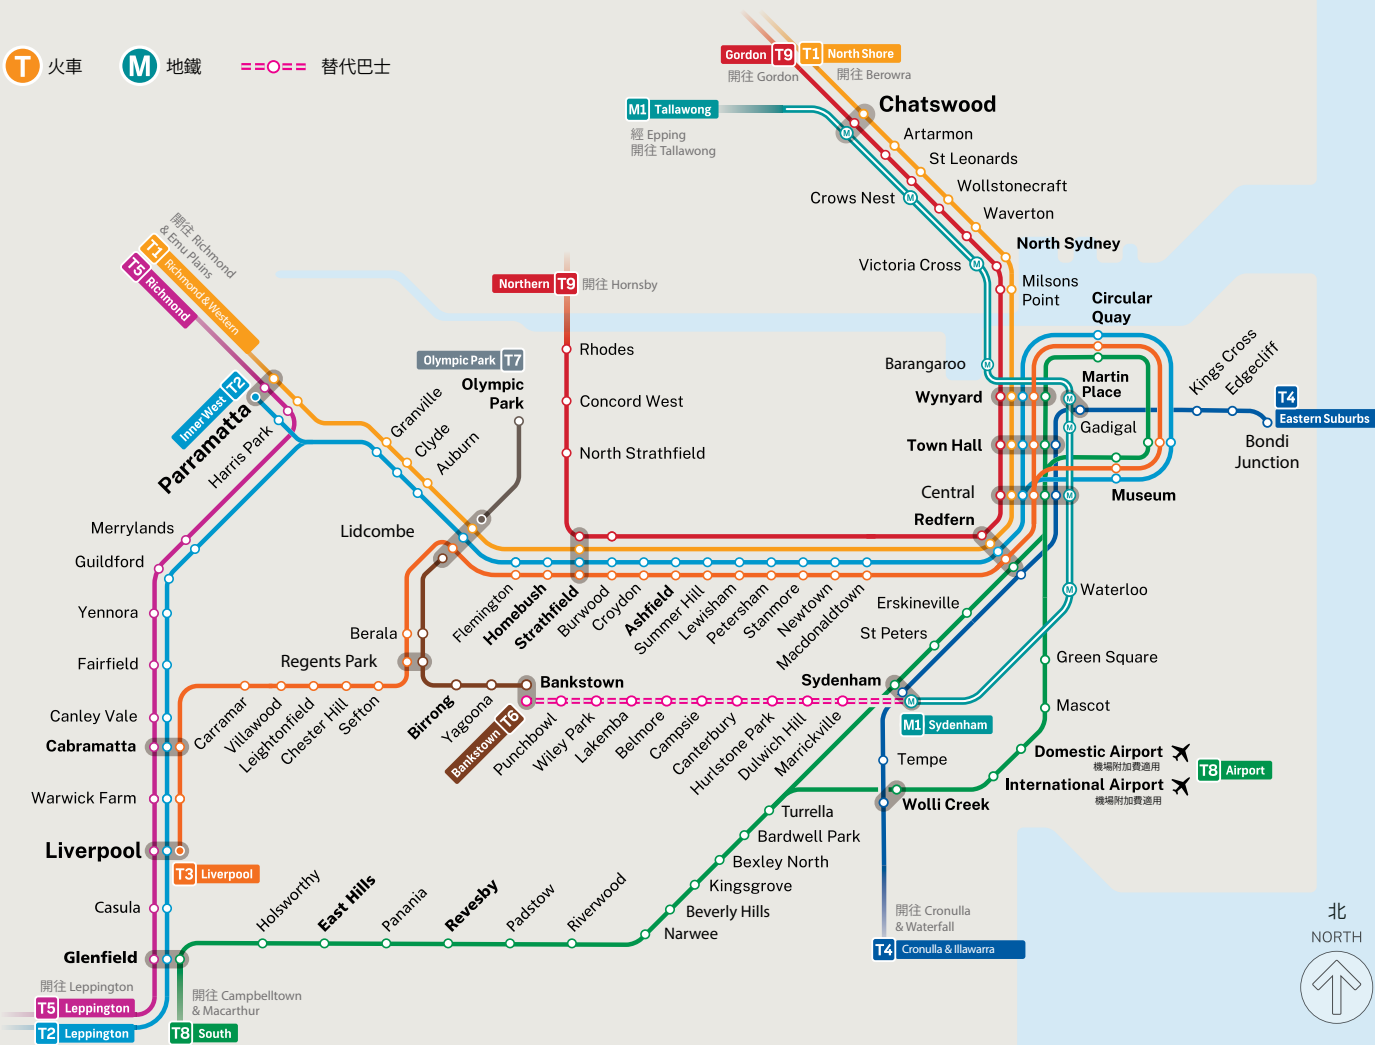 T 火車
M 地鐵
替代巴士
Gordon T9
開往 Gordon
T1 North Shore
開往 Berowra
M1 Tallawong
經 Epping
開往 Tallawong
Chatswood
Artarmon
St Leonards
Wollstonecraft
Waverton
North Sydney
Milsons
Point
M
Crows Nest
M
Victoria Cross
M
Barangaroo
M
Circular
Quay
Martin
Place
M
Wynyard
Gadigal
M
Town Hall
Central
M
Museum
Redfern
Kings Cross
Edgecliff
T4
Eastern Suburbs
Bondi
Junction
開往 Richmond
& Emu Plains
T1 Richmond & Western
T5 Richmond
Inner West T2
Parramatta
Harris Park
Granville
Clyde
Auburn
Olympic Park T7
Olympic
Park
Northern T9
開往 Hornsby
Rhodes
Concord West
North Strathfield
Lidcombe
Merrylands
Guildford
Yennora
Fairfield
Canley Vale
Cabramatta
Warwick Farm
Liverpool
T3 Liverpool
Casula
Glenfield
開往 Leppington
T5 Leppington
T2 Leppington
開往 Campbelltown
& Macarthur
T8 South
Flemington
Homebush
Strathfield
Burwood
Croydon
Ashfield
Summer Hill
Lewisham
Petersham
Stanmore
Newtown
Macdonaldtown
Berala
Regents Park
Carramar
Villawood
Leightonfield
Chester Hill
Sefton
Birrong
Yagoona
Bankstown
Bankstown T6
Punchbowl
Wiley Park
Lakemba
Belmore
Campsie
Canterbury
Hurlstone Park
Dulwich Hill
Marrickville
Erskineville
St Peters
Sydenham
M
M1 Sydenham
M
Waterloo
Green Square
Mascot
Domestic Airport
機場附加費適用
International Airport
機場附加費適用
T8 Airport
Tempe
Wolli Creek
Turrella
Bardwell Park
Bexley North
Kingsgrove
Beverly Hills
Narwee
Riverwood
Padstow
Revesby
Panania
East Hills
Holsworthy
開往 Cronulla
& Waterfall
T4 Cronulla & Illawarra
北
NORTH